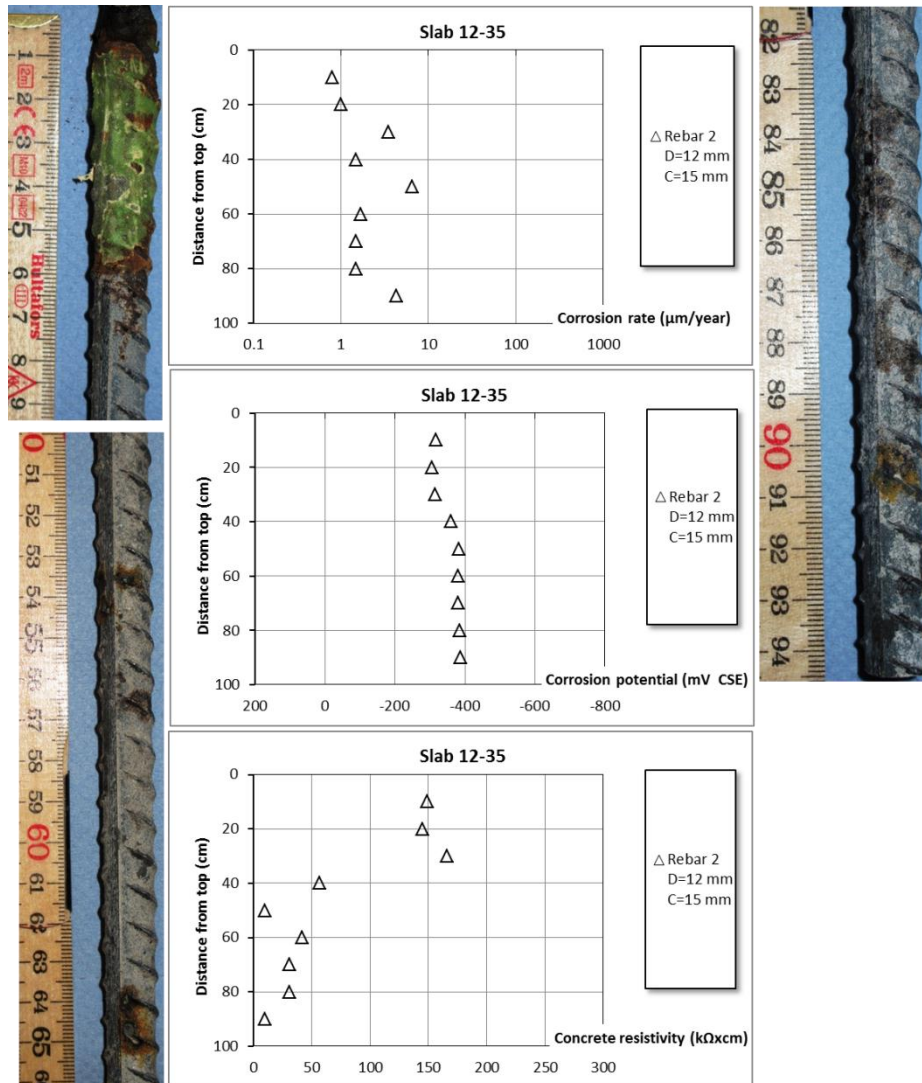 1
2m
2
3
4
5
6
Hultafors
7
8
9
Slab 12-35
Distance from top (cm)
0
20
40
60
80
100
0.1 1 10 100 1000
Corrosion rate (µm/year)
△ Rebar 2
D=12 mm
C=15 mm
82
83
84
85
86
87
88
89
90
91
92
93
94
0
51
52
53
54
55
56
57
58
59
60
61
62
63
64
65
Slab 12-35
Distance from top (cm)
0
20
40
60
80
100
200 0 -200 -400 -600 -800
Corrosion potential (mV CSE)
△ Rebar 2
D=12 mm
C=15 mm
Slab 12-35
Distance from top (cm)
0
20
40
60
80
100
0 50 100 150 200 250 300
Concrete resistivity (kΩxcm)
△ Rebar 2
D=12 mm
C=15 mm